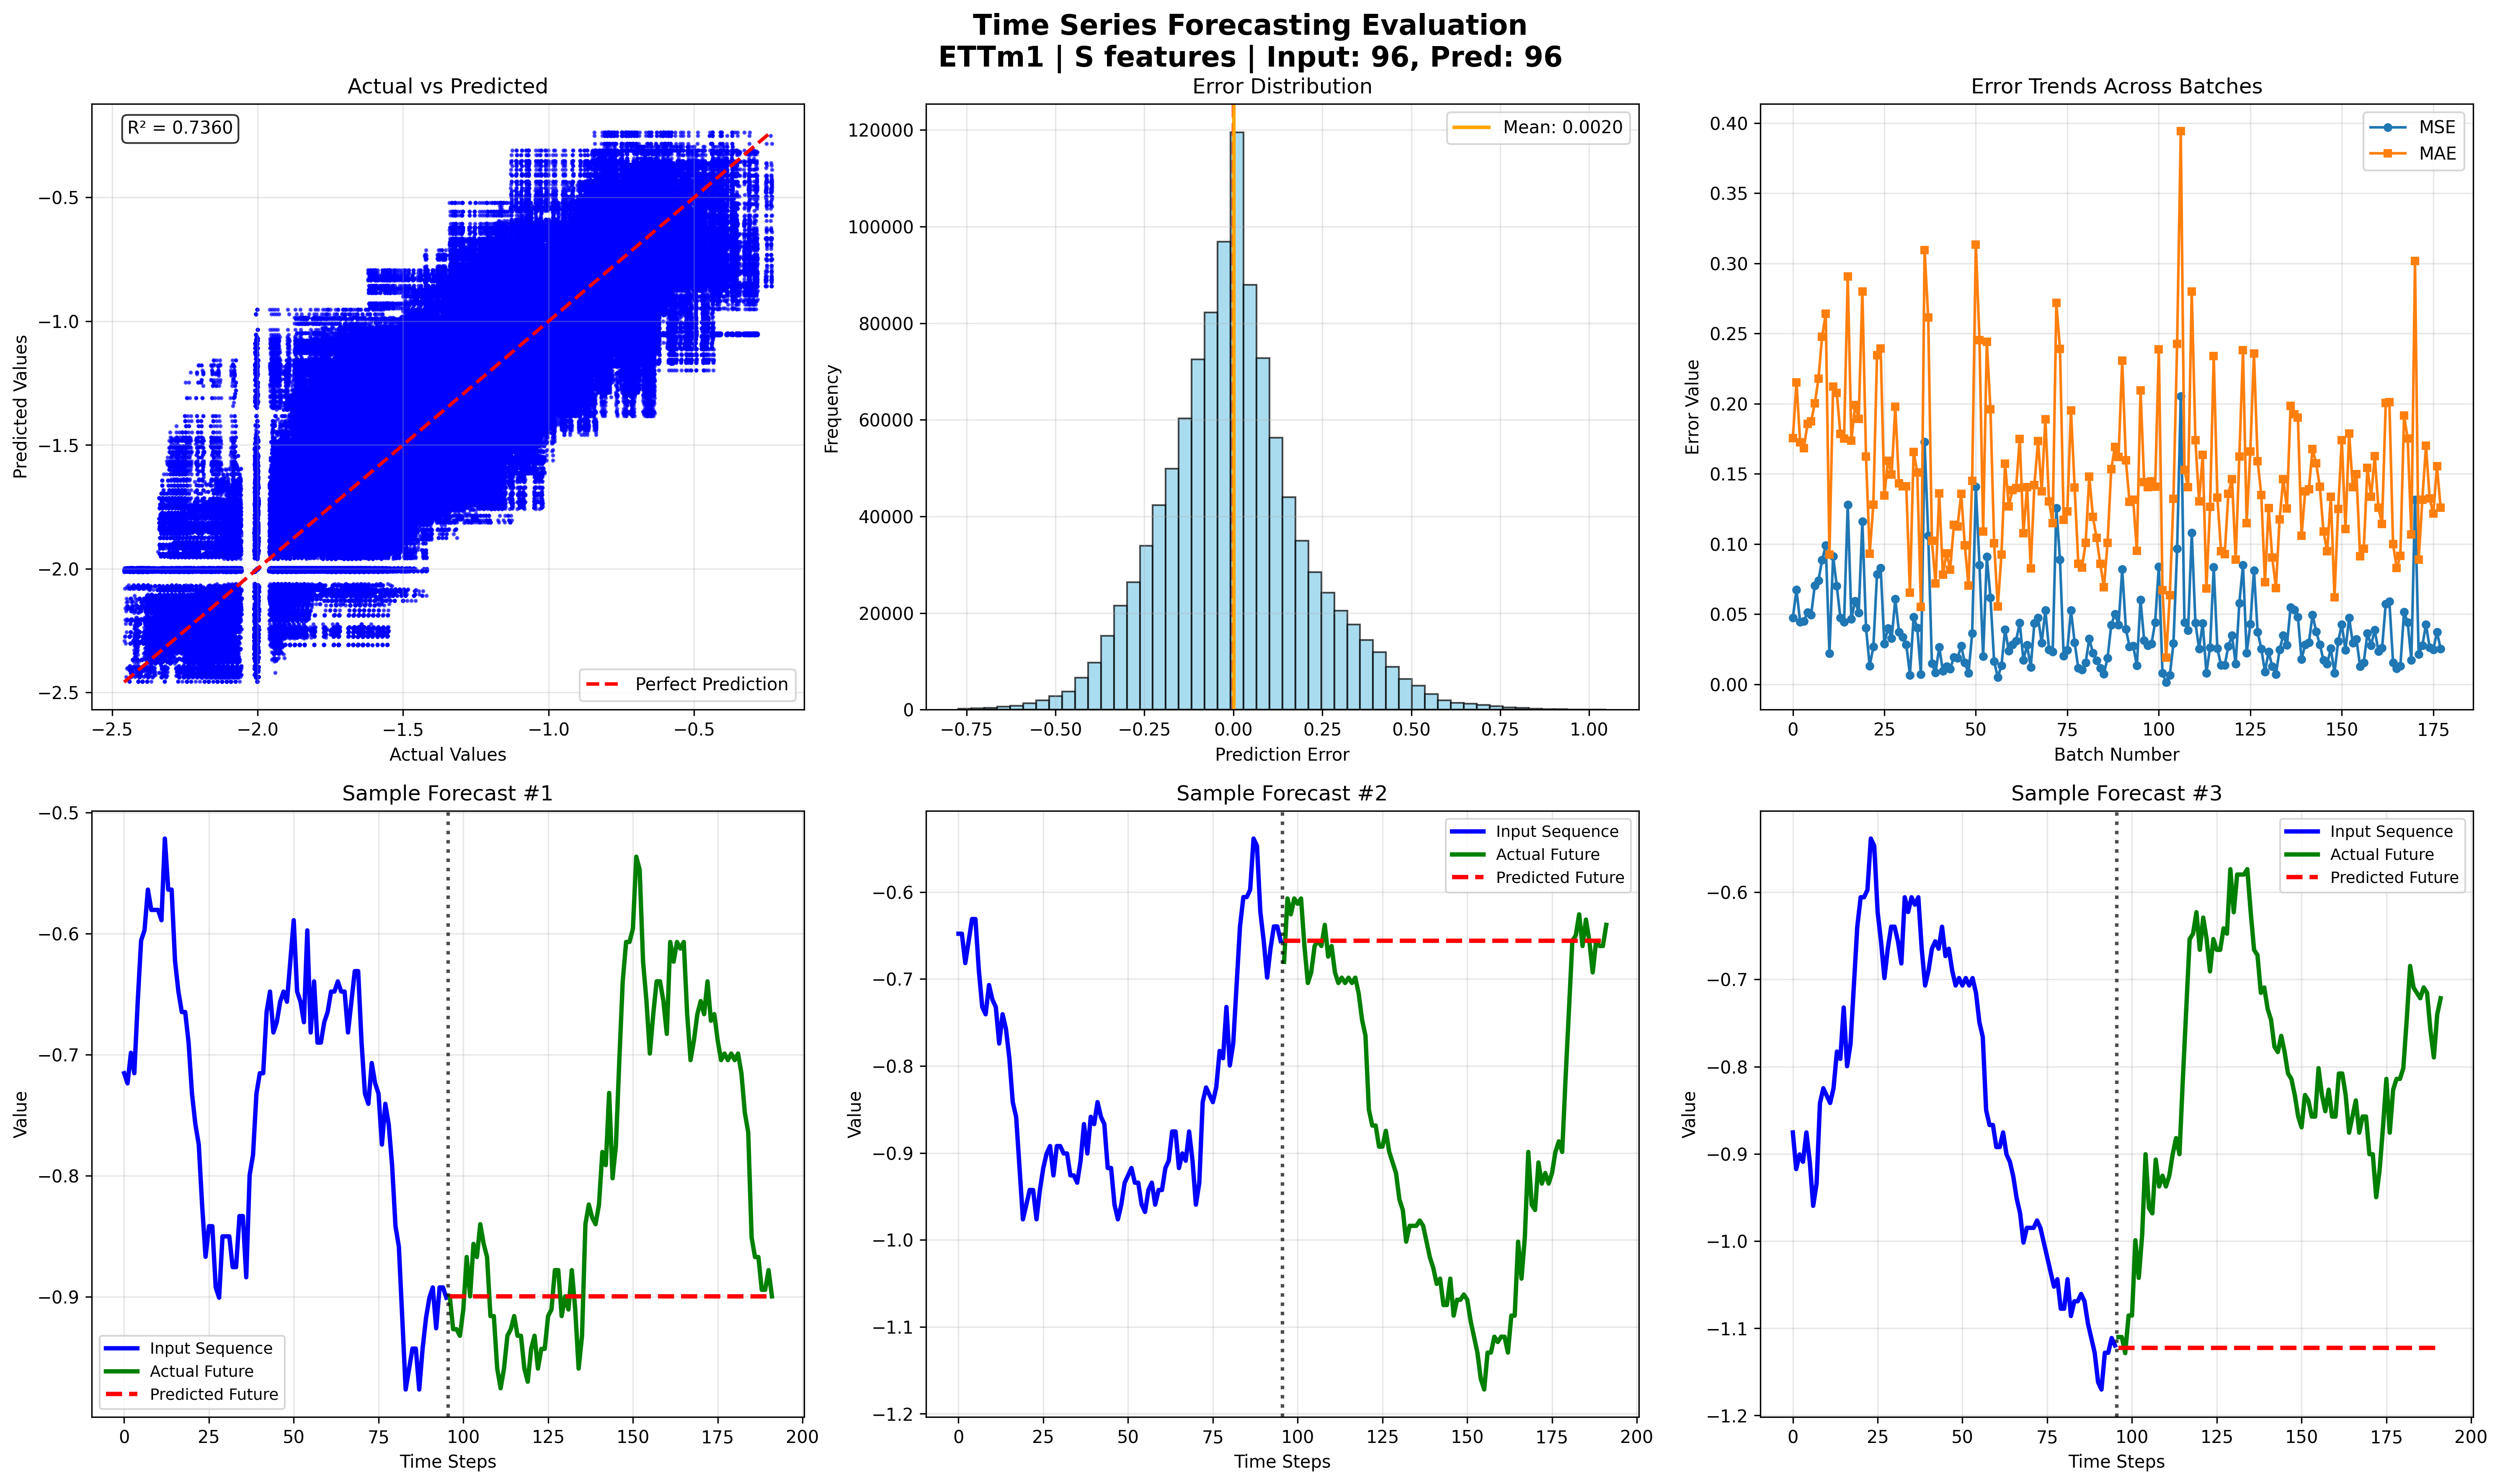 Time Series Forecasting Evaluation
ETTm1 | S features | Input: 96, Pred: 96
Actual vs Predicted
R² = 0.7360
Perfect Prediction
−0.5
−1.0
−1.5
−2.0
−2.5
Predicted Values
−2.5 −2.0 −1.5 −1.0 −0.5
Actual Values
Error Distribution
Mean: 0.0020
120000
100000
80000
60000
40000
20000
0
Frequency
−0.75 −0.50 −0.25 0.00 0.25 0.50 0.75 1.00
Prediction Error
Error Trends Across Batches
MSE
MAE
0.40
0.35
0.30
0.25
0.20
0.15
0.10
0.05
0.00
Error Value
0 25 50 75 100 125 150 175
Batch Number
Sample Forecast #1
−0.5
−0.6
−0.7
−0.8
−0.9
Value
Input Sequence
Actual Future
Predicted Future
0 25 50 75 100 125 150 175 200
Time Steps
Sample Forecast #2
Input Sequence
Actual Future
Predicted Future
−0.6
−0.7
−0.8
−0.9
−1.0
−1.1
−1.2
Value
0 25 50 75 100 125 150 175 200
Time Steps
Sample Forecast #3
Input Sequence
Actual Future
Predicted Future
−0.6
−0.7
−0.8
−0.9
−1.0
−1.1
−1.2
Value
0 25 50 75 100 125 150 175 200
Time Steps